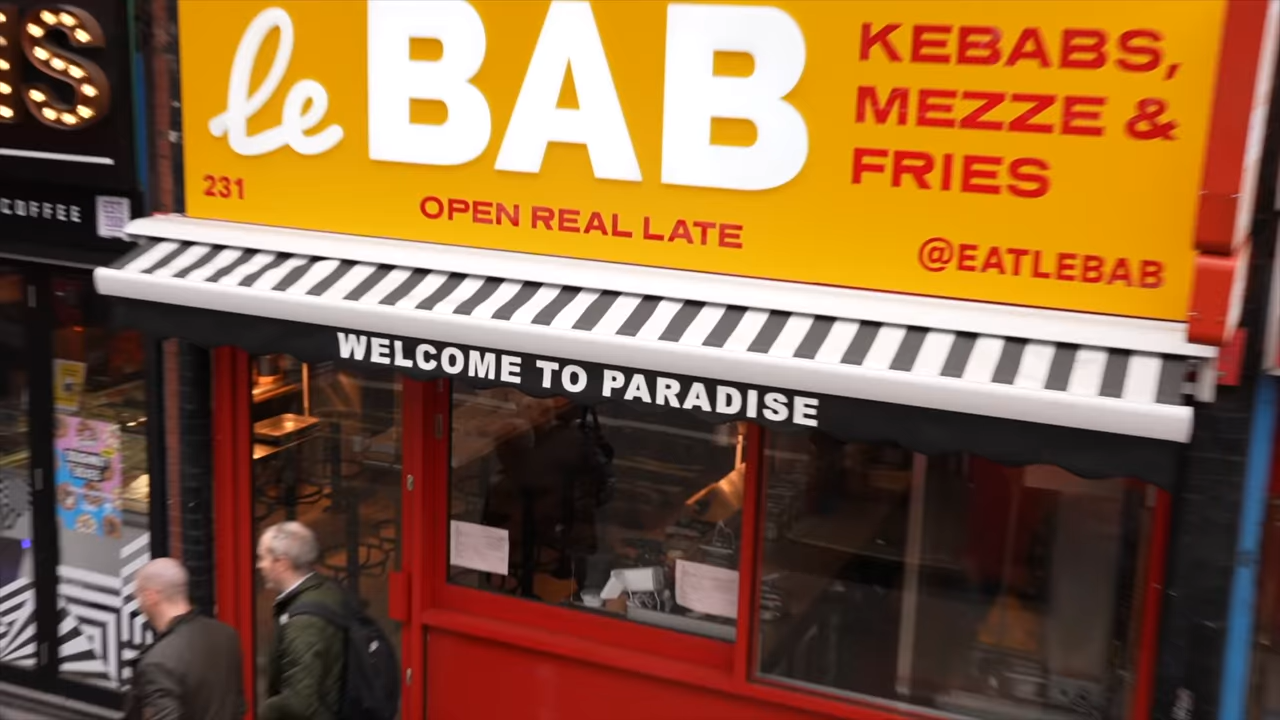 le BAB
KEBABS,
MEZZE &
FRIES
231
OPEN REAL LATE
@EATLEBAB
COFFEE
WELCOME TO PARADISE